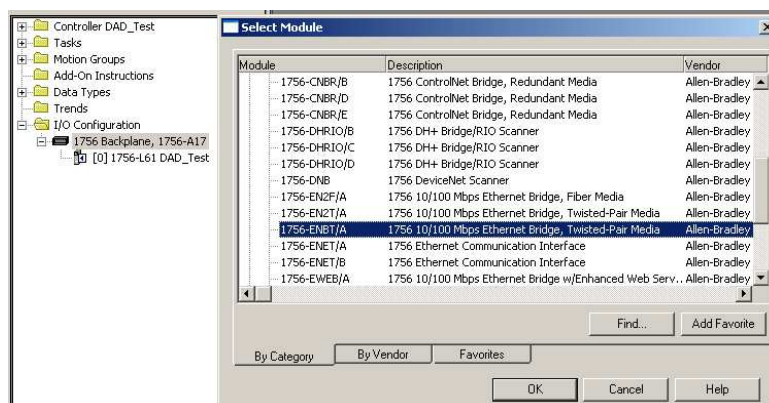 Controller DAD_Test
Tasks
Motion Groups
Add-On Instructions
Data Types
Trends
I/O Configuration
1756 Backplane, 1756-A17
[0] 1756-L61 DAD_Test
Select Module
Module Description Vendor
1756-CNBR/B 1756 ControlNet Bridge, Redundant Media Allen-Bradley
1756-CNBR/D 1756 ControlNet Bridge, Redundant Media Allen-Bradley
1756-CNBR/E 1756 ControlNet Bridge, Redundant Media Allen-Bradley
1756-DHRIO/B 1756 DH+ Bridge/RIO Scanner Allen-Bradley
1756-DHRIO/C 1756 DH+ Bridge/RIO Scanner Allen-Bradley
1756-DHRIO/D 1756 DH+ Bridge/RIO Scanner Allen-Bradley
1756-DNB 1756 DeviceNet Scanner Allen-Bradley
1756-EN2F/A 1756 10/100 Mbps Ethernet Bridge, Fiber Media Allen-Bradley
1756-EN2T/A 1756 10/100 Mbps Ethernet Bridge, Twisted-Pair Media Allen-Bradley
1756-ENBT/A 1756 10/100 Mbps Ethernet Bridge, Twisted-Pair Media Allen-Bradley
1756-ENET/A 1756 Ethernet Communication Interface Allen-Bradley
1756-ENET/B 1756 Ethernet Communication Interface Allen-Bradley
1756-EWEB/A 1756 10/100 Mbps Ethernet Bridge w/Enhanced Web Serv.. Allen-Bradley
Find... Add Favorite
By Category By Vendor Favorites
OK Cancel Help